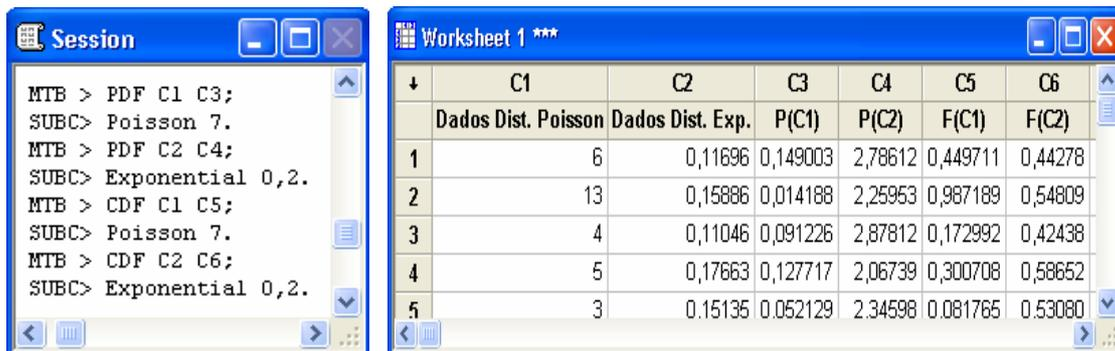 Session
MTB > PDF C1 C3;
SUBC> Poisson 7.
MTB > PDF C2 C4;
SUBC> Exponential 0,2.
MTB > CDF C1 C5;
SUBC> Poisson 7.
MTB > CDF C2 C6;
SUBC> Exponential 0,2.
Worksheet 1 ***
C1 C2 C3 C4 C5 C6
Dados Dist. Poisson Dados Dist. Exp. P(C1) P(C2) F(C1) F(C2)
1 6 0,11696 0,149003 2,78612 0,449711 0,44278
2 13 0,15886 0,014188 2,25953 0,987189 0,54809
3 4 0,11046 0,091226 2,87812 0,172992 0,42438
4 5 0,17663 0,127717 2,06739 0,300708 0,58652
5 3 0,15135 0,052129 2,34598 0,081765 0,53080